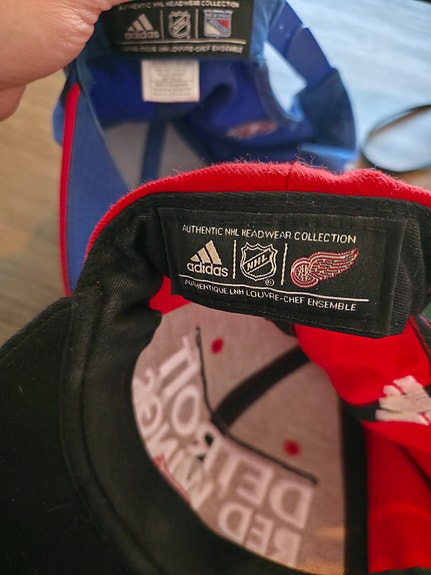 AUTHENTIC NHL HEADWEAR COLLECTION
adidas NHL
AUTHENTIQUE LNH LOUVRE-CHEF ENSEMBLE
AUTHENTIC NHL HEADWEAR COLLECTION
adidas NHL ®
AUTHENTIQUE LNH LOUVRE-CHEF ENSEMBLE
DETROIT
RED WINGS